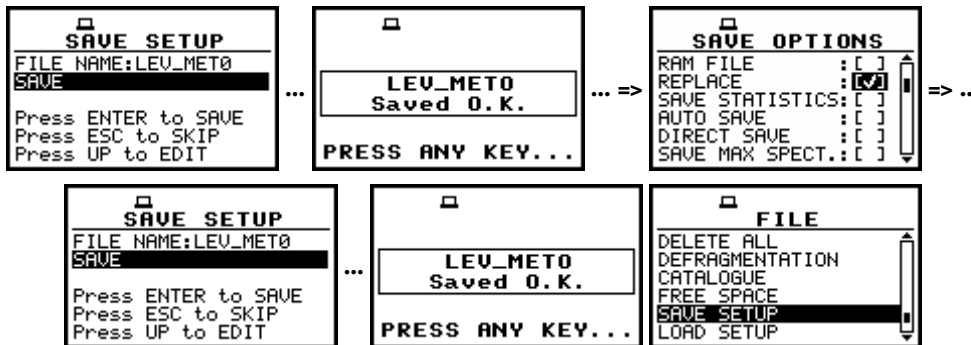 SAVE SETUP
FILE NAME:LEV_MET0
SAVE
Press ENTER to SAVE
Press ESC to SKIP
Press UP to EDIT
...
LEV_METO
Saved O.K.
PRESS ANY KEY...
... =>
SAVE OPTIONS
RAM FILE :[ ]
REPLACE :[✓]
SAVE STATISTICS:[ ]
AUTO SAVE :[ ]
DIRECT SAVE :[ ]
SAVE MAX SPECT.:[ ]
=> ..
SAVE SETUP
FILE NAME:LEV_MET0
SAVE
Press ENTER to SAVE
Press ESC to SKIP
Press UP to EDIT
...
LEV_METO
Saved O.K.
PRESS ANY KEY...
FILE
DELETE ALL
DEFRAGMENTATION
CATALOGUE
FREE SPACE
SAVE SETUP
LOAD SETUP